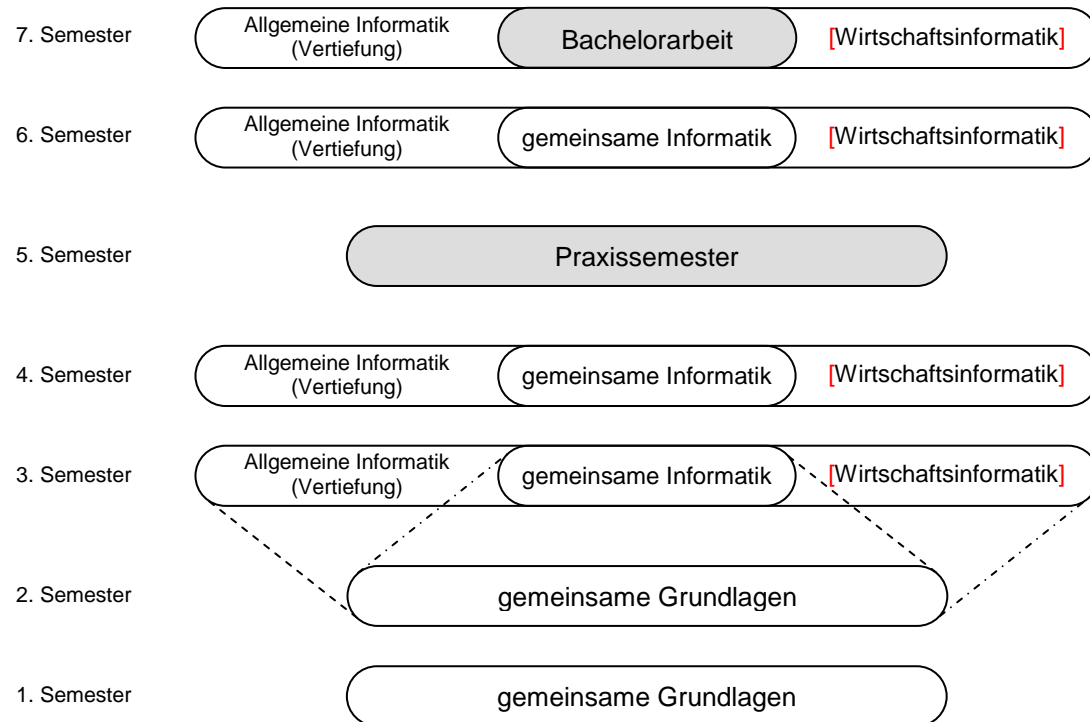 7. Semester
Allgemeine Informatik
(Vertiefung)
Bachelorarbeit
[Wirtschaftsinformatik]
6. Semester
Allgemeine Informatik
(Vertiefung)
gemeinsame Informatik
[Wirtschaftsinformatik]
5. Semester
Praxissemester
4. Semester
Allgemeine Informatik
(Vertiefung)
gemeinsame Informatik
[Wirtschaftsinformatik]
3. Semester
Allgemeine Informatik
(Vertiefung)
gemeinsame Informatik
[Wirtschaftsinformatik]
2. Semester
gemeinsame Grundlagen
1. Semester
gemeinsame Grundlagen